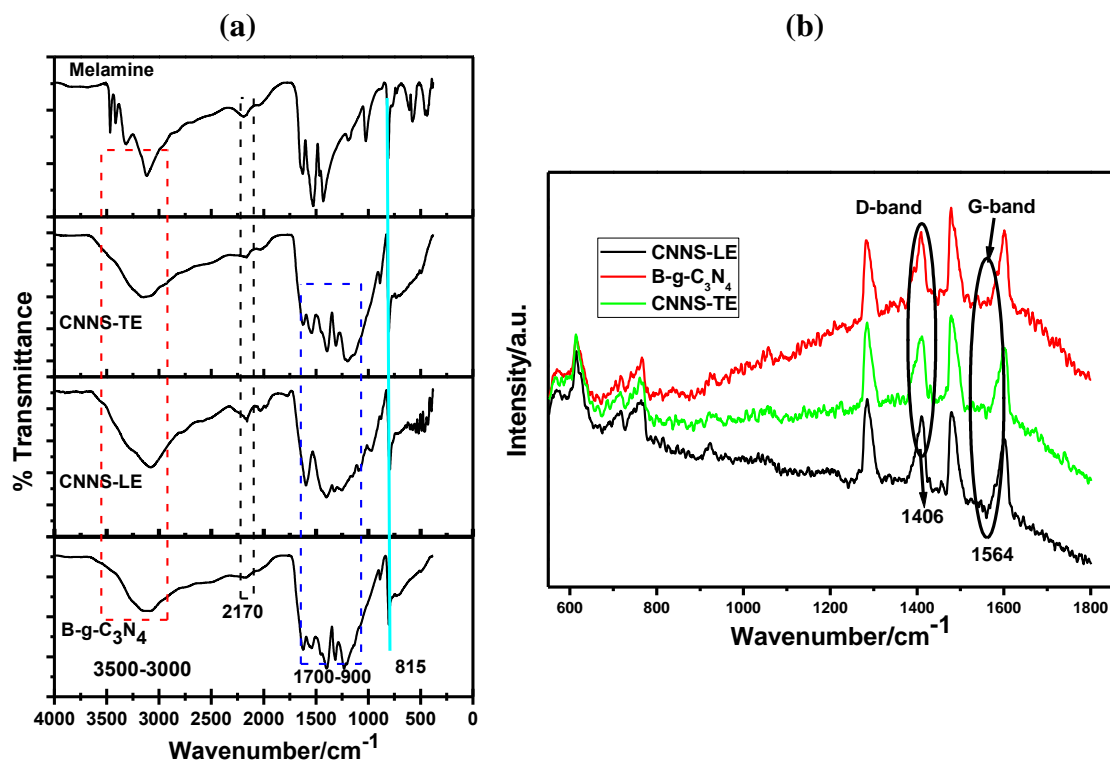 (a)
Melamine
CNNS-TE
CNNS-LE
B-g-C₃N₄
3500-3000
2170
1700-900
815
4000 3500 3000 2500 2000 1500 1000 500 0
Wavenumber/cm⁻¹
% Transmittance
(b)
D-band
G-band
CNNS-LE
B-g-C₃N₄
CNNS-TE
1406
1564
600 800 1000 1200 1400 1600 1800
Wavenumber/cm⁻¹
Intensity/a.u.